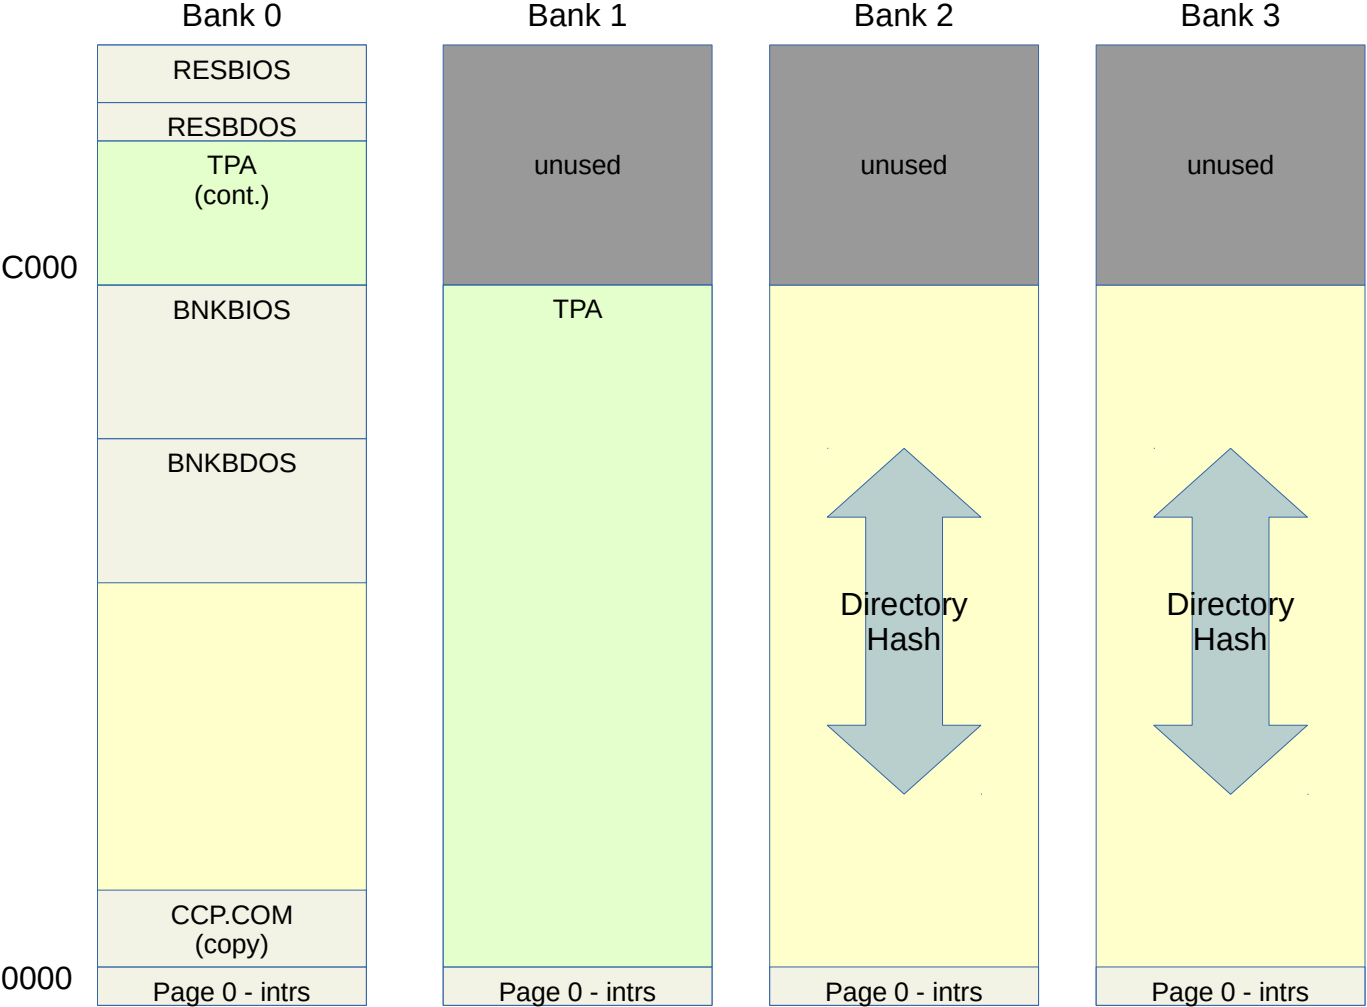 Bank 0
Bank 1
Bank 2
Bank 3
RESBIOS
RESBDOS
TPA
(cont.)
unused
unused
unused
C000
BNKBIOS
TPA
BNKBDOS
Directory
Hash
Directory
Hash
CCP.COM
(copy)
0000
Page 0 - intrs
Page 0 - intrs
Page 0 - intrs
Page 0 - intrs